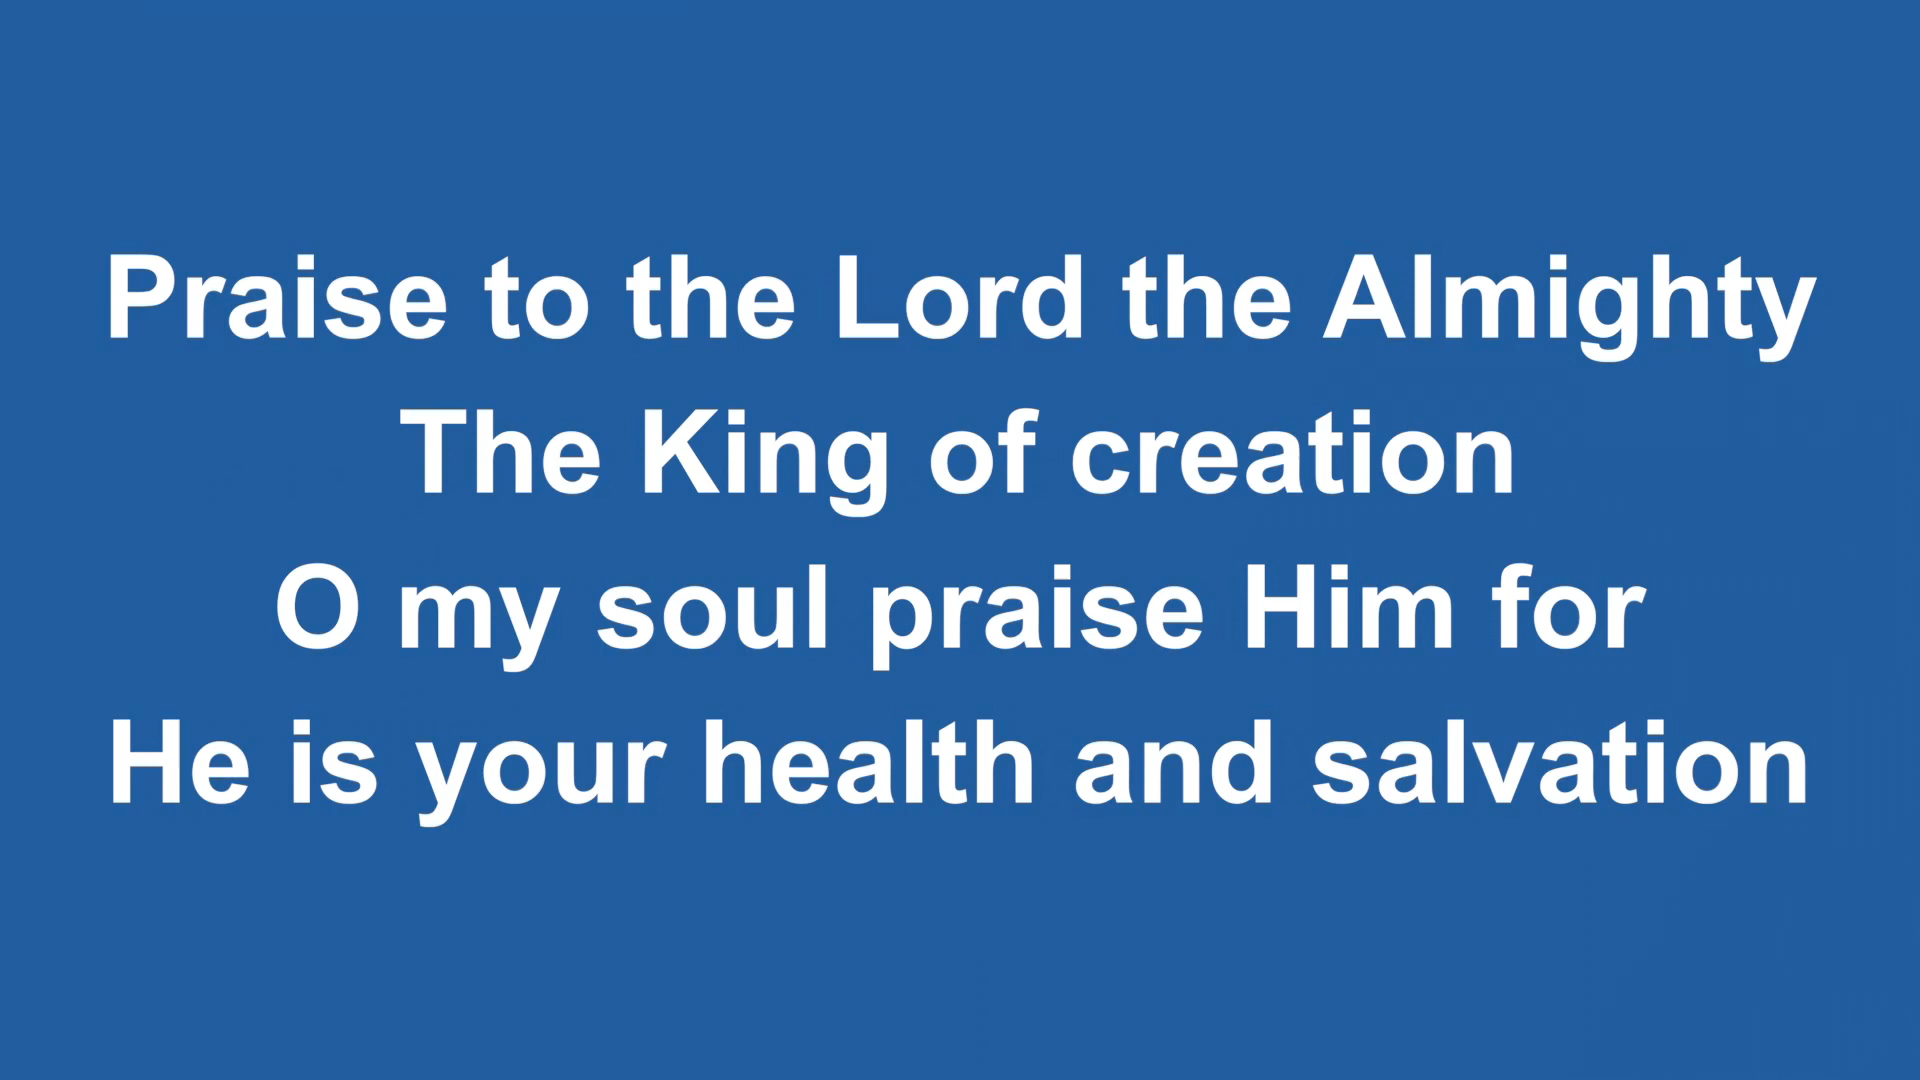 Praise to the Lord the Almighty
The King of creation
O my soul praise Him for
He is your health and salvation